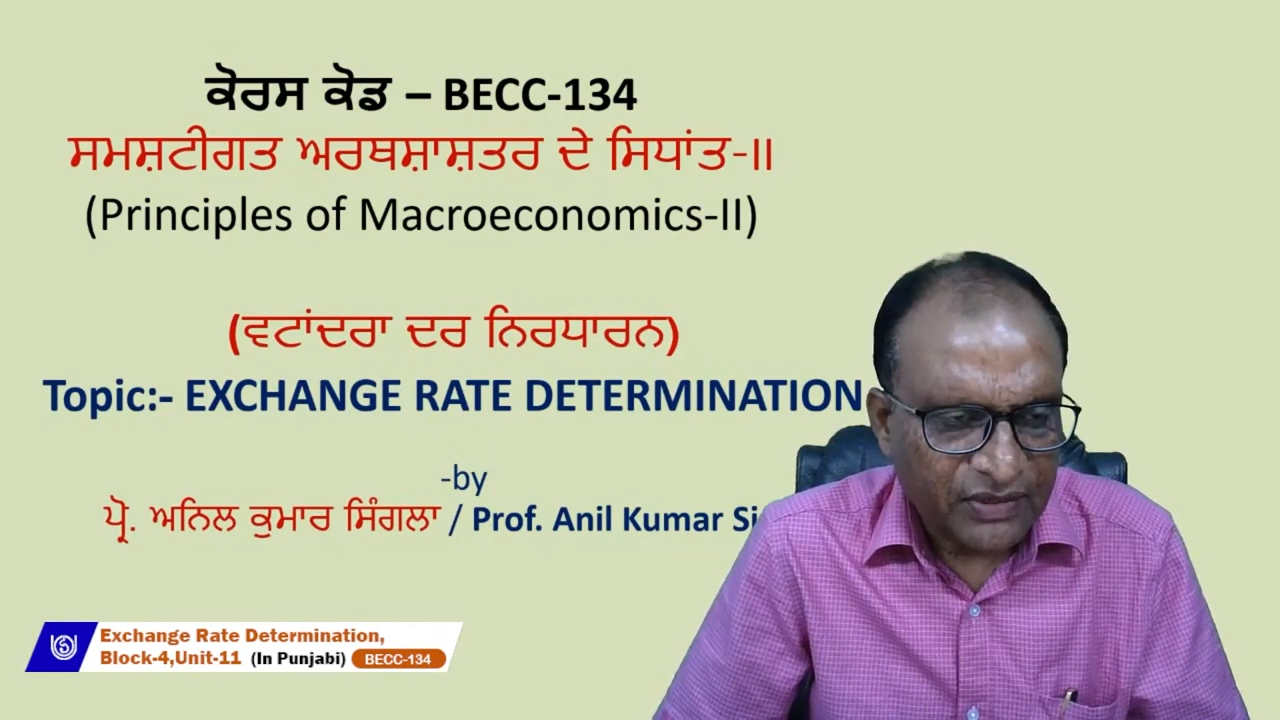 ਕੋਰਸ ਕੋਡ – BECC-134
ਸਮਸ਼ਟੀਗਤ ਅਰਥਸ਼ਾਸ਼ਤਰ ਦੇ ਸਿਧਾਂਤ-II
(Principles of Macroeconomics-II)
(ਵਟਾਂਦਰਾ ਦਰ ਨਿਰਧਾਰਨ)
Topic:- EXCHANGE RATE DETERMINATION
-by
ਪ੍ਰੋ. ਅਨਿਲ ਕੁਮਾਰ ਸਿੰਗਲਾ / Prof. Anil Kumar
Exchange Rate Determination,
Block-4,Unit-11 (In Punjabi) BECC-134